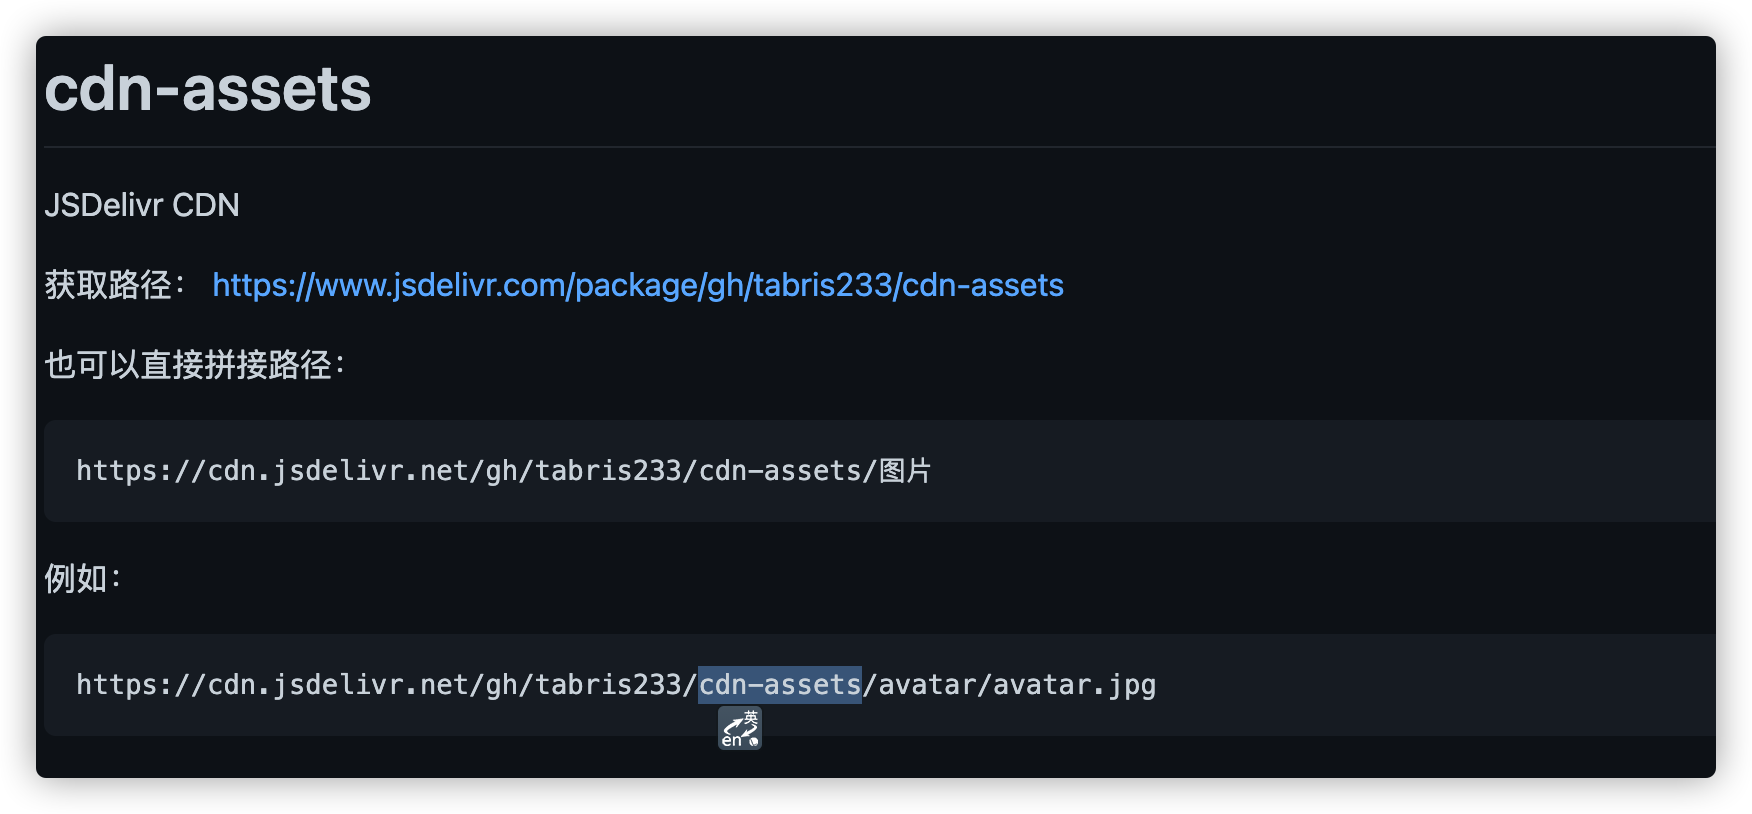 cdn-assets
JSDelivr CDN
获取路径： https://www.jsdelivr.com/package/gh/tabris233/cdn-assets
也可以直接拼接路径：
https://cdn.jsdelivr.net/gh/tabris233/cdn-assets/图片
例如：
https://cdn.jsdelivr.net/gh/tabris233/cdn-assets/avatar/avatar.jpg
英
en